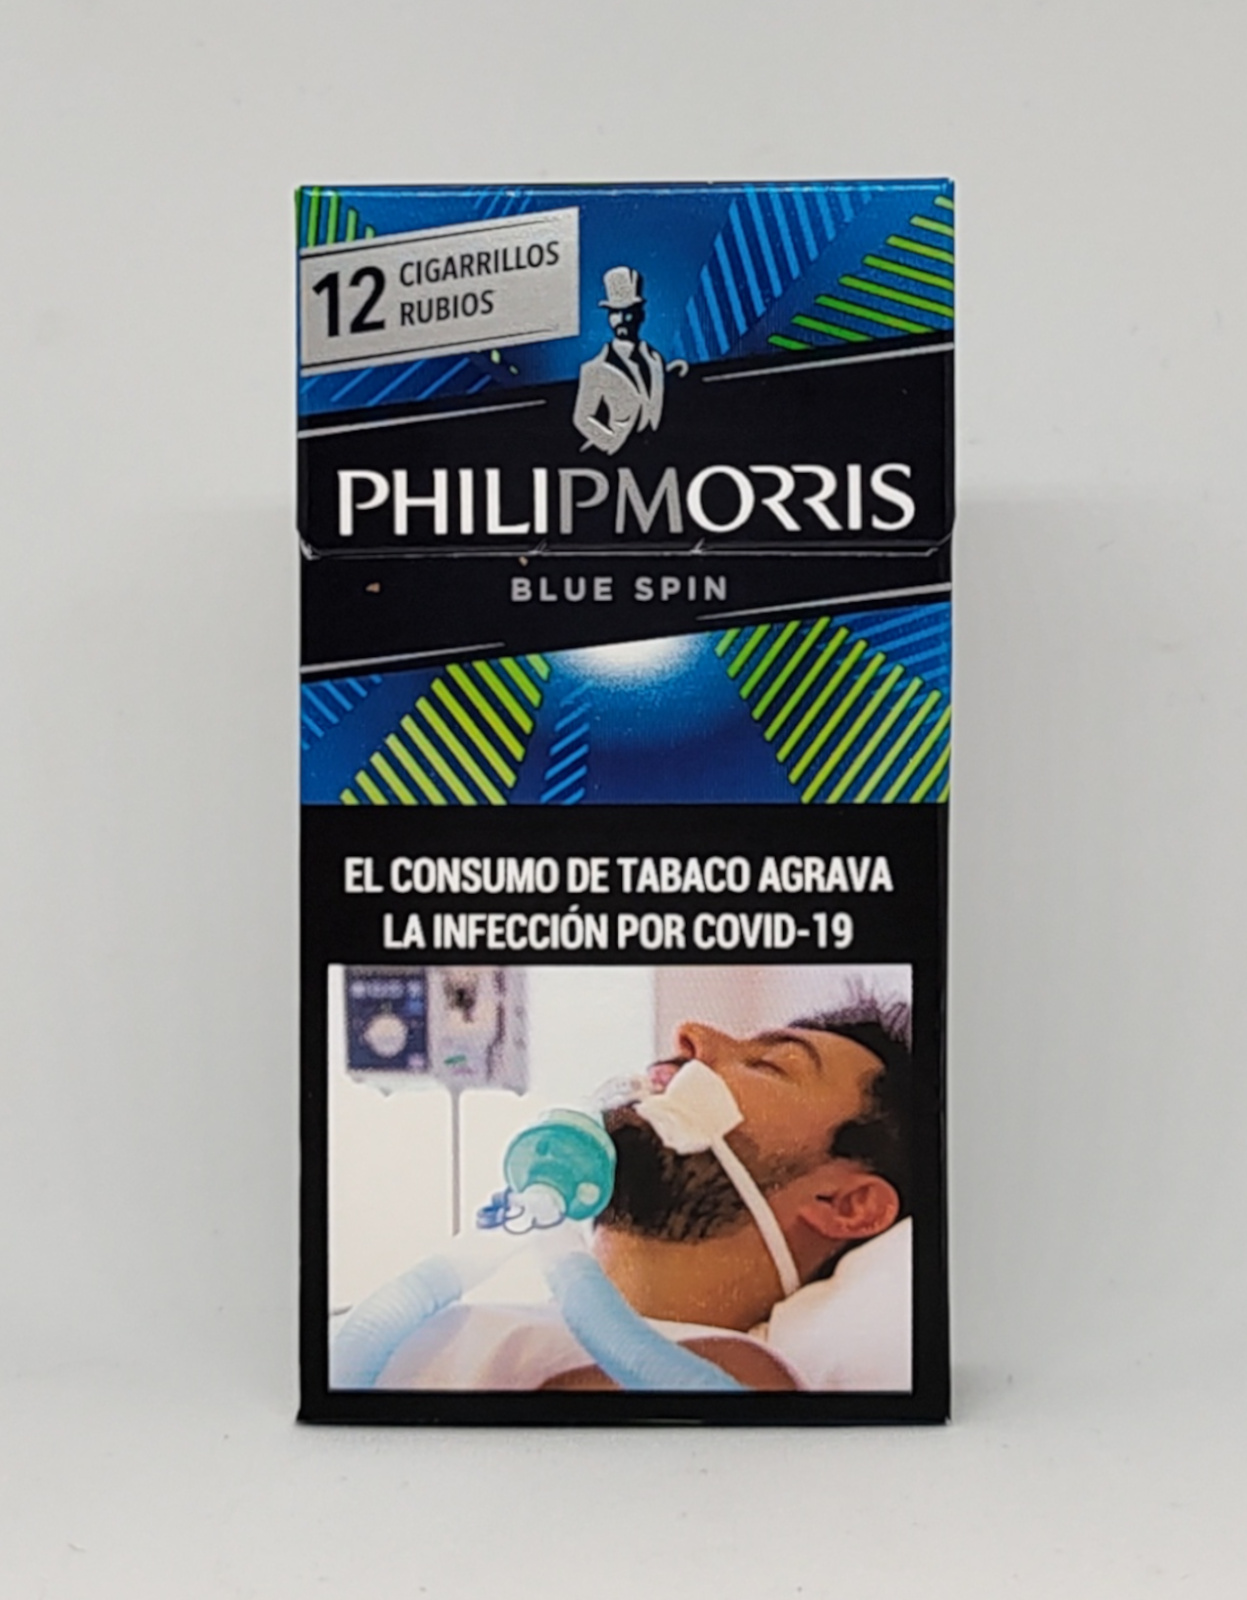 12 CIGARRILLOS
RUBIOS
PHILIPMORRIS
BLUE SPIN
EL CONSUMO DE TABACO AGRAVA
LA INFECCIÓN POR COVID-19